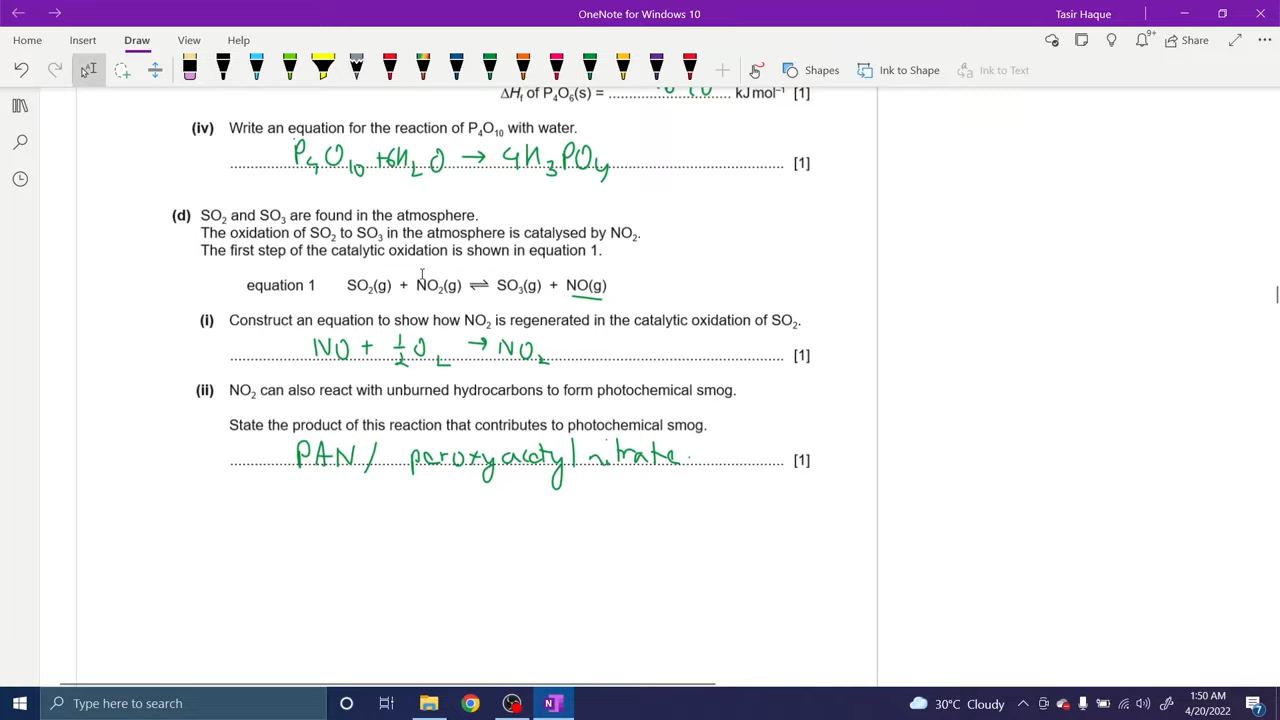 OneNote for Windows 10
Tasir Haque
Home Insert Draw View Help
9+
Share
Shapes
Ink to Shape
Ink to Text
ΔHf of P₄O₆(s) = .............................. kJ mol⁻¹ [1]
(iv) Write an equation for the reaction of P₄O₁₀ with water.
P₄O₁₀ + 6H₂O → 4H₃PO₄ [1]
(d) SO₂ and SO₃ are found in the atmosphere.
The oxidation of SO₂ to SO₃ in the atmosphere is catalysed by NO₂.
The first step of the catalytic oxidation is shown in equation 1.
equation 1 SO₂(g) + NO₂(g) ⇌ SO₃(g) + NO(g)
(i) Construct an equation to show how NO₂ is regenerated in the catalytic oxidation of SO₂.
NO + ½O₂ → NO₂ [1]
(ii) NO₂ can also react with unburned hydrocarbons to form photochemical smog.
State the product of this reaction that contributes to photochemical smog.
PAN / peroxyacetyl nitrate. [1]
Type here to search
30°C Cloudy
1:50 AM
4/20/2022
7